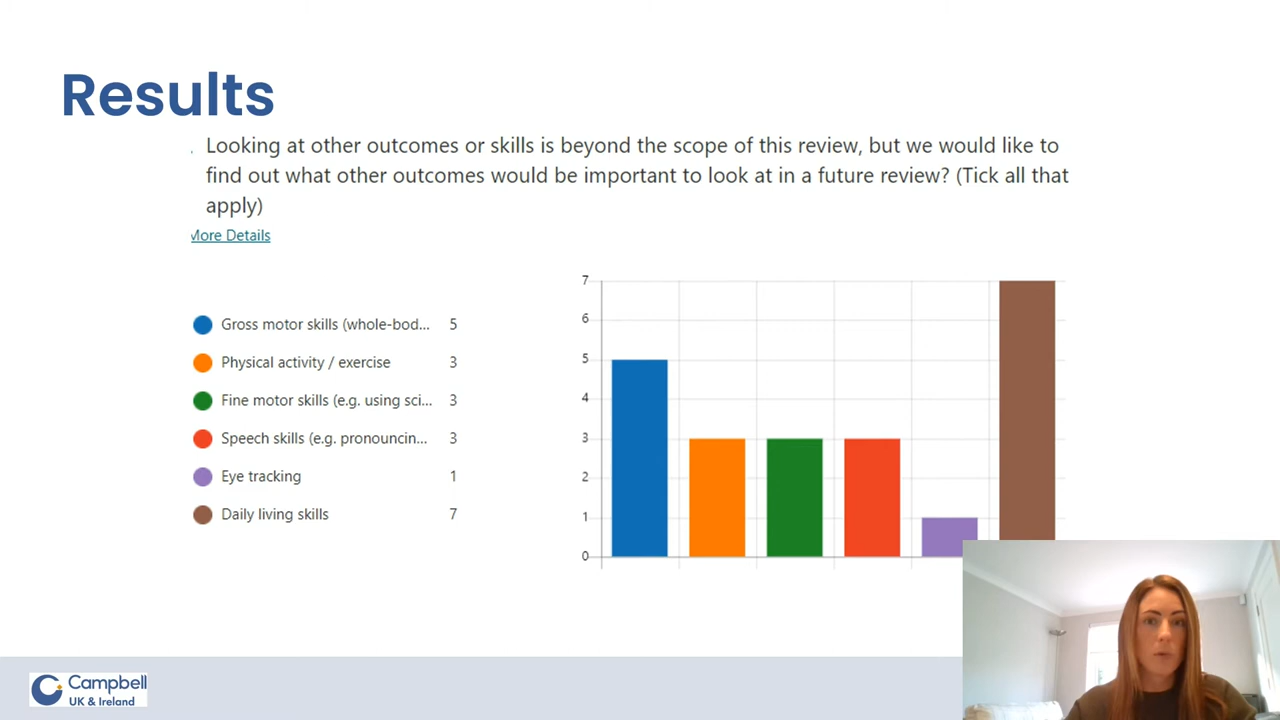 Results
. Looking at other outcomes or skills is beyond the scope of this review, but we would like to
find out what other outcomes would be important to look at in a future review? (Tick all that
apply)
More Details
Gross motor skills (whole-bod... 5
Physical activity / exercise 3
Fine motor skills (e.g. using sci... 3
Speech skills (e.g. pronouncin... 3
Eye tracking 1
Daily living skills 7
7
6
5
4
3
2
1
0
Campbell
UK & Ireland